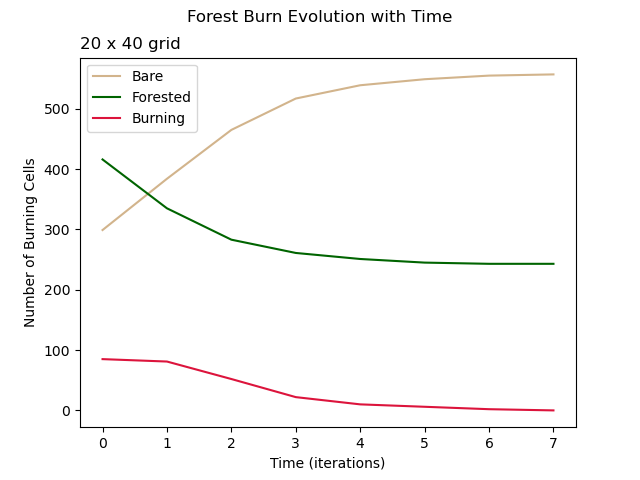 Forest Burn Evolution with Time
20 x 40 grid
Bare
Forested
Burning
Number of Burning Cells
500
400
300
200
100
0
0 1 2 3 4 5 6 7
Time (iterations)